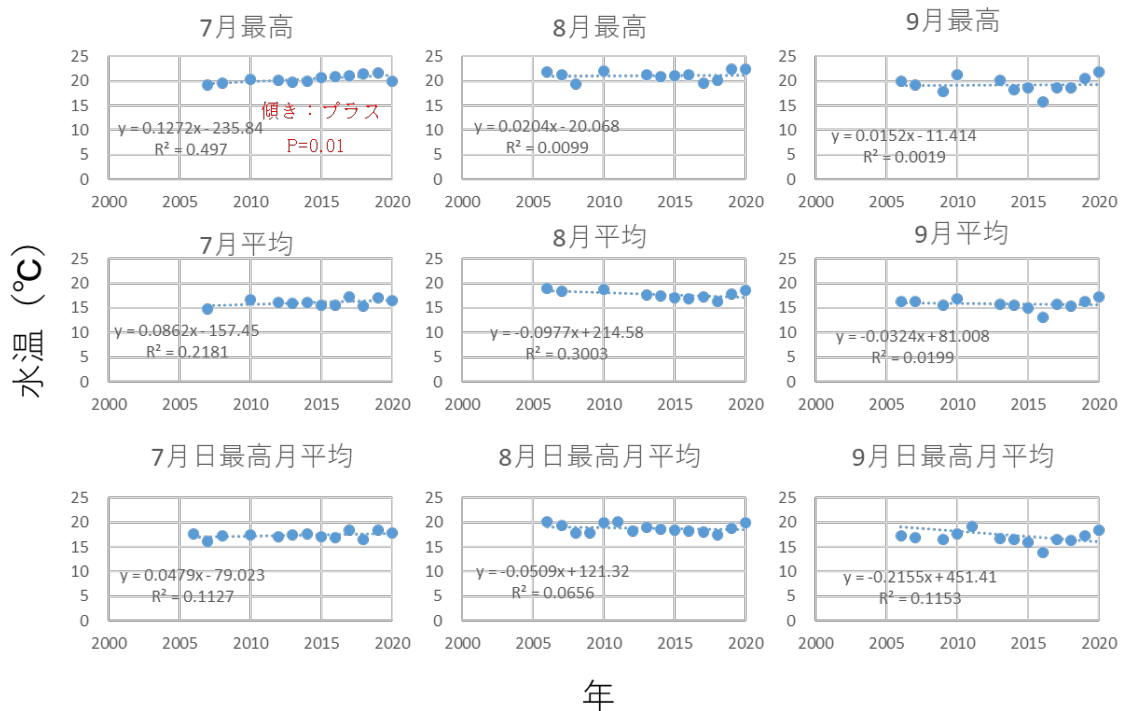 7月最高
8月最高
9月最高
25
20
15
10
5
0
傾き：プラス
P=0.01
y = 0.1272x - 235.84
R² = 0.497
2000 2005 2010 2015 2020
25
20
15
10
5
0
y = 0.0204x - 20.068
R² = 0.0099
2000 2005 2010 2015 2020
25
20
15
10
5
0
y = 0.0152x - 11.414
R² = 0.0019
2000 2005 2010 2015 2020
水温（℃）
7月平均
8月平均
9月平均
25
20
15
10
5
0
y = 0.0862x - 157.45
R² = 0.2181
2000 2005 2010 2015 2020
25
20
15
10
5
0
y = -0.0977x + 214.58
R² = 0.3003
2000 2005 2010 2015 2020
25
20
15
10
5
0
y = -0.0324x + 81.008
R² = 0.0199
2000 2005 2010 2015 2020
7月日最高月平均
8月日最高月平均
9月日最高月平均
25
20
15
10
5
0
y = 0.0479x - 79.023
R² = 0.1127
2000 2005 2010 2015 2020
25
20
15
10
5
0
y = -0.0509x + 121.32
R² = 0.0656
2000 2005 2010 2015 2020
25
20
15
10
5
0
y = -0.2155x + 451.41
R² = 0.1153
2000 2005 2010 2015 2020
年